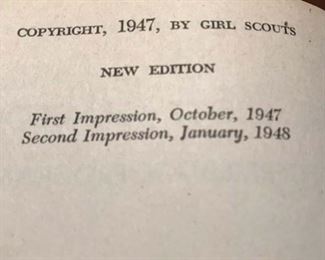 COPYRIGHT, 1947, BY GIRL SCOUTS
NEW EDITION
First Impression, October, 1947
Second Impression, January, 1948